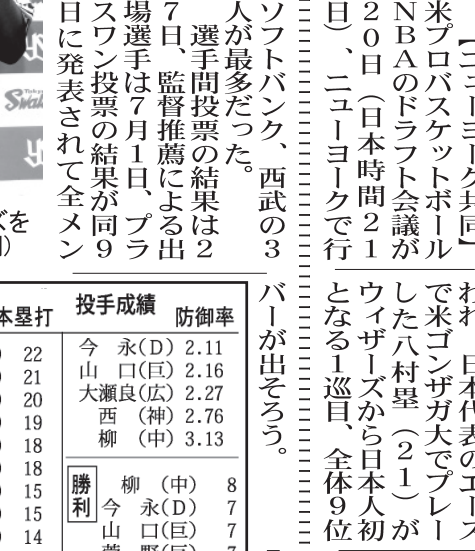 【ニューヨーク共同】
米プロバスケットボール
NBAのドラフト会議が
20日（日本時間21
日）、ニューヨークで行
われ、日本代表のエース
で米ゴンザガ大でプレー
した八村塁（21）が
ウィザーズから日本人初
となる1巡目、全体9位
ソフトバンク、西武の3
人が最多だった。
選手間投票の結果は2
7日、監督推薦による出
場選手は7月1日、プラ
スワン投票の結果が同9
日に発表されて全メン
バーが出そろう。
ズを
本塁打
22
21
20
19
18
18
15
15
14
投手成績
防御率
今永(D) 2.11
山口(巨) 2.16
大瀬良(広) 2.27
西(神) 2.76
柳(中) 3.13
勝利
柳(中) 8
今永(D) 7
山口(巨) 7